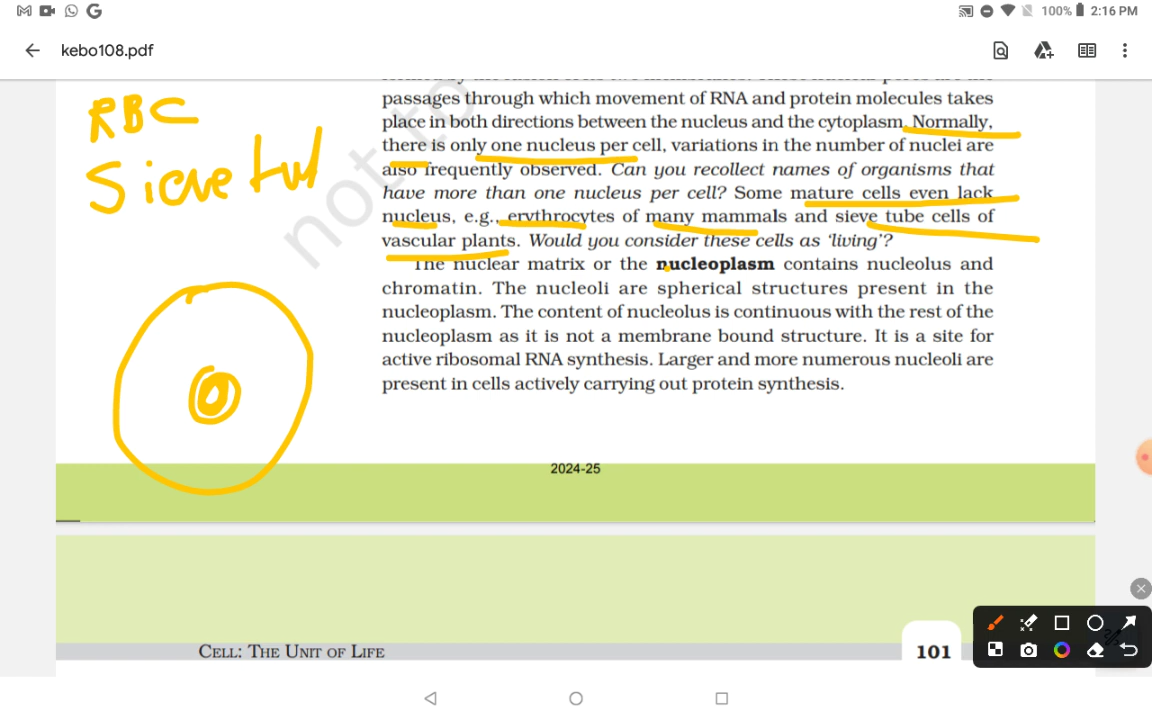 100% 2:16 PM
kebo108.pdf
RBC
Sieve tub
passages through which movement of RNA and protein molecules takes
place in both directions between the nucleus and the cytoplasm. Normally,
there is only one nucleus per cell, variations in the number of nuclei are
also frequently observed. Can you recollect names of organisms that
have more than one nucleus per cell? Some mature cells even lack
nucleus, e.g., erythrocytes of many mammals and sieve tube cells of
vascular plants. Would you consider these cells as ‘living’?
The nuclear matrix or the nucleoplasm contains nucleolus and
chromatin. The nucleoli are spherical structures present in the
nucleoplasm. The content of nucleolus is continuous with the rest of the
nucleoplasm as it is not a membrane bound structure. It is a site for
active ribosomal RNA synthesis. Larger and more numerous nucleoli are
present in cells actively carrying out protein synthesis.
not to
2024-25
CELL: THE UNIT OF LIFE
101